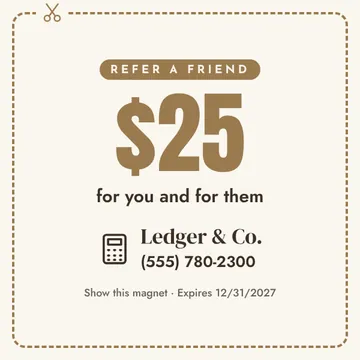 REFER A FRIEND
$25
for you and for them
Ledger & Co.
(555) 780-2300
Show this magnet · Expires 12/31/2027